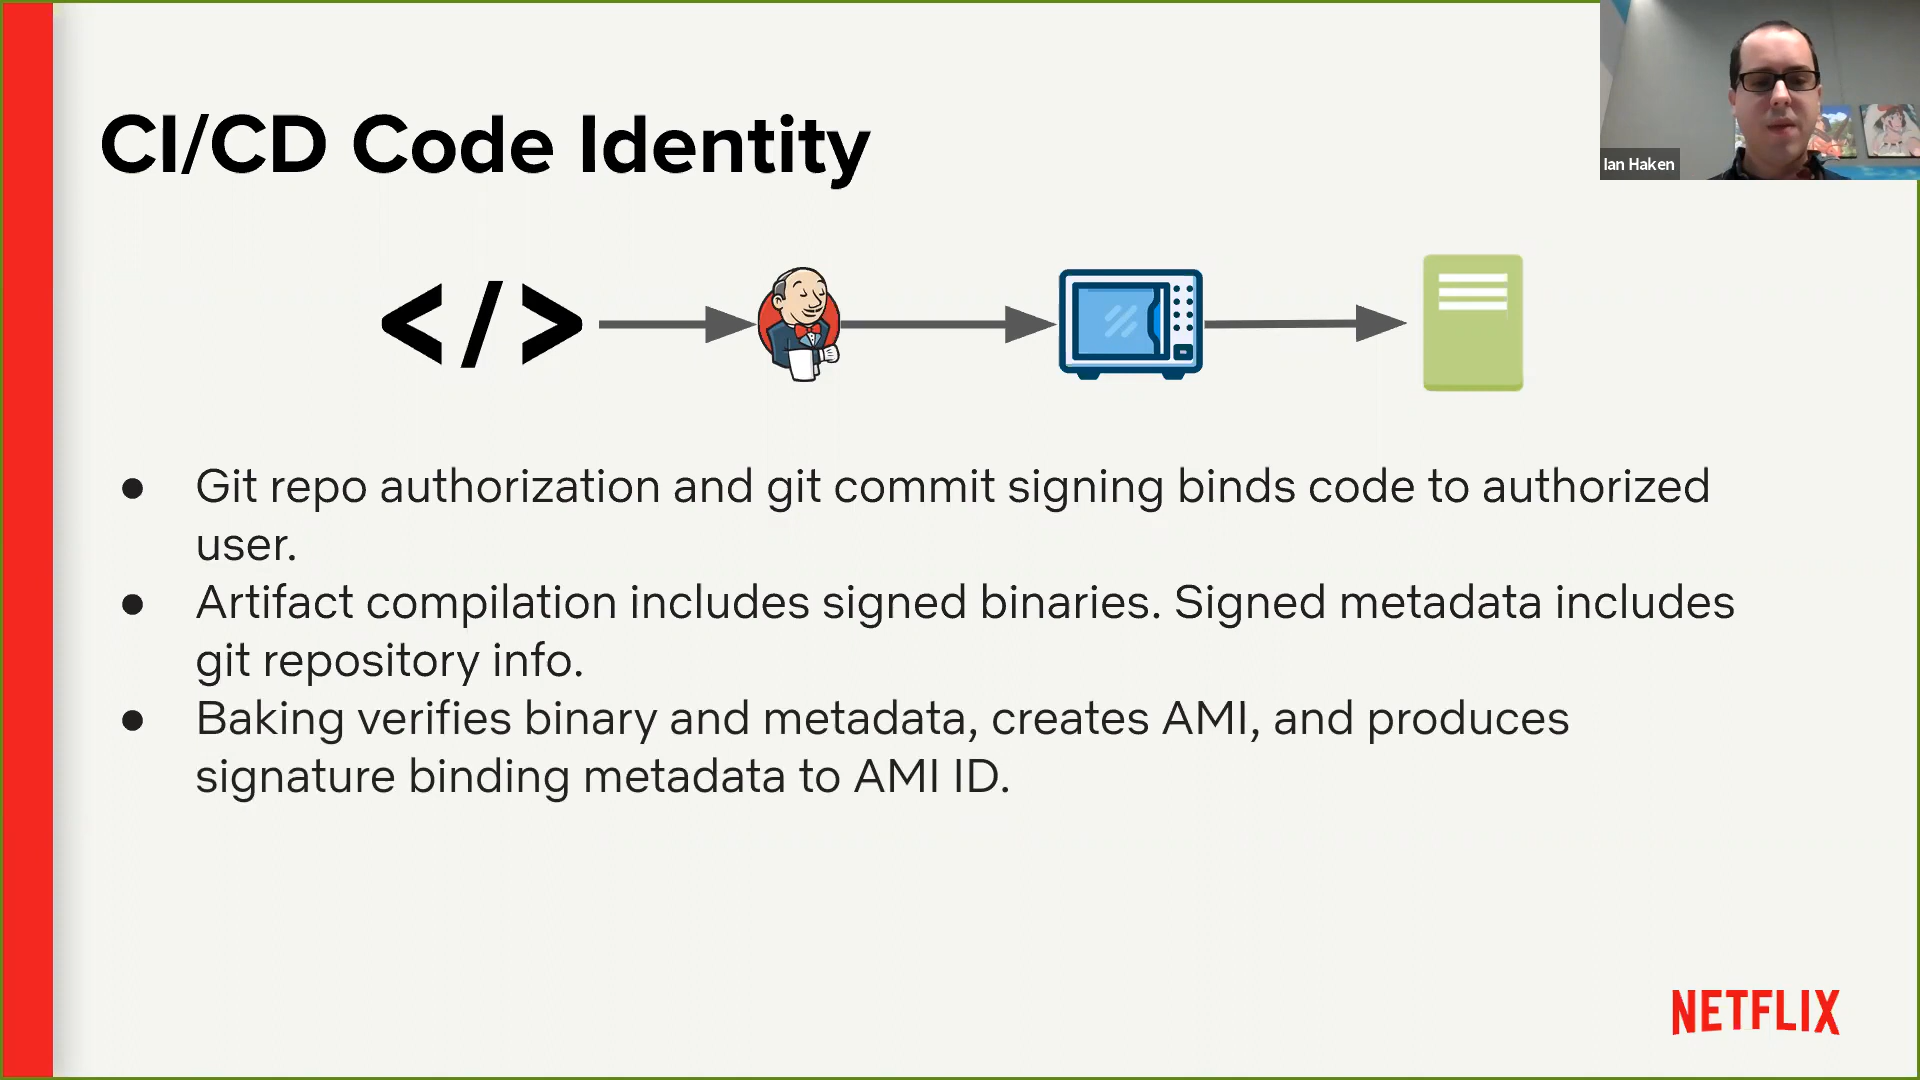 CI/CD Code Identity
Ian Haken
</>
● Git repo authorization and git commit signing binds code to authorized
user.
● Artifact compilation includes signed binaries. Signed metadata includes
git repository info.
● Baking verifies binary and metadata, creates AMI, and produces
signature binding metadata to AMI ID.
NETFLIX